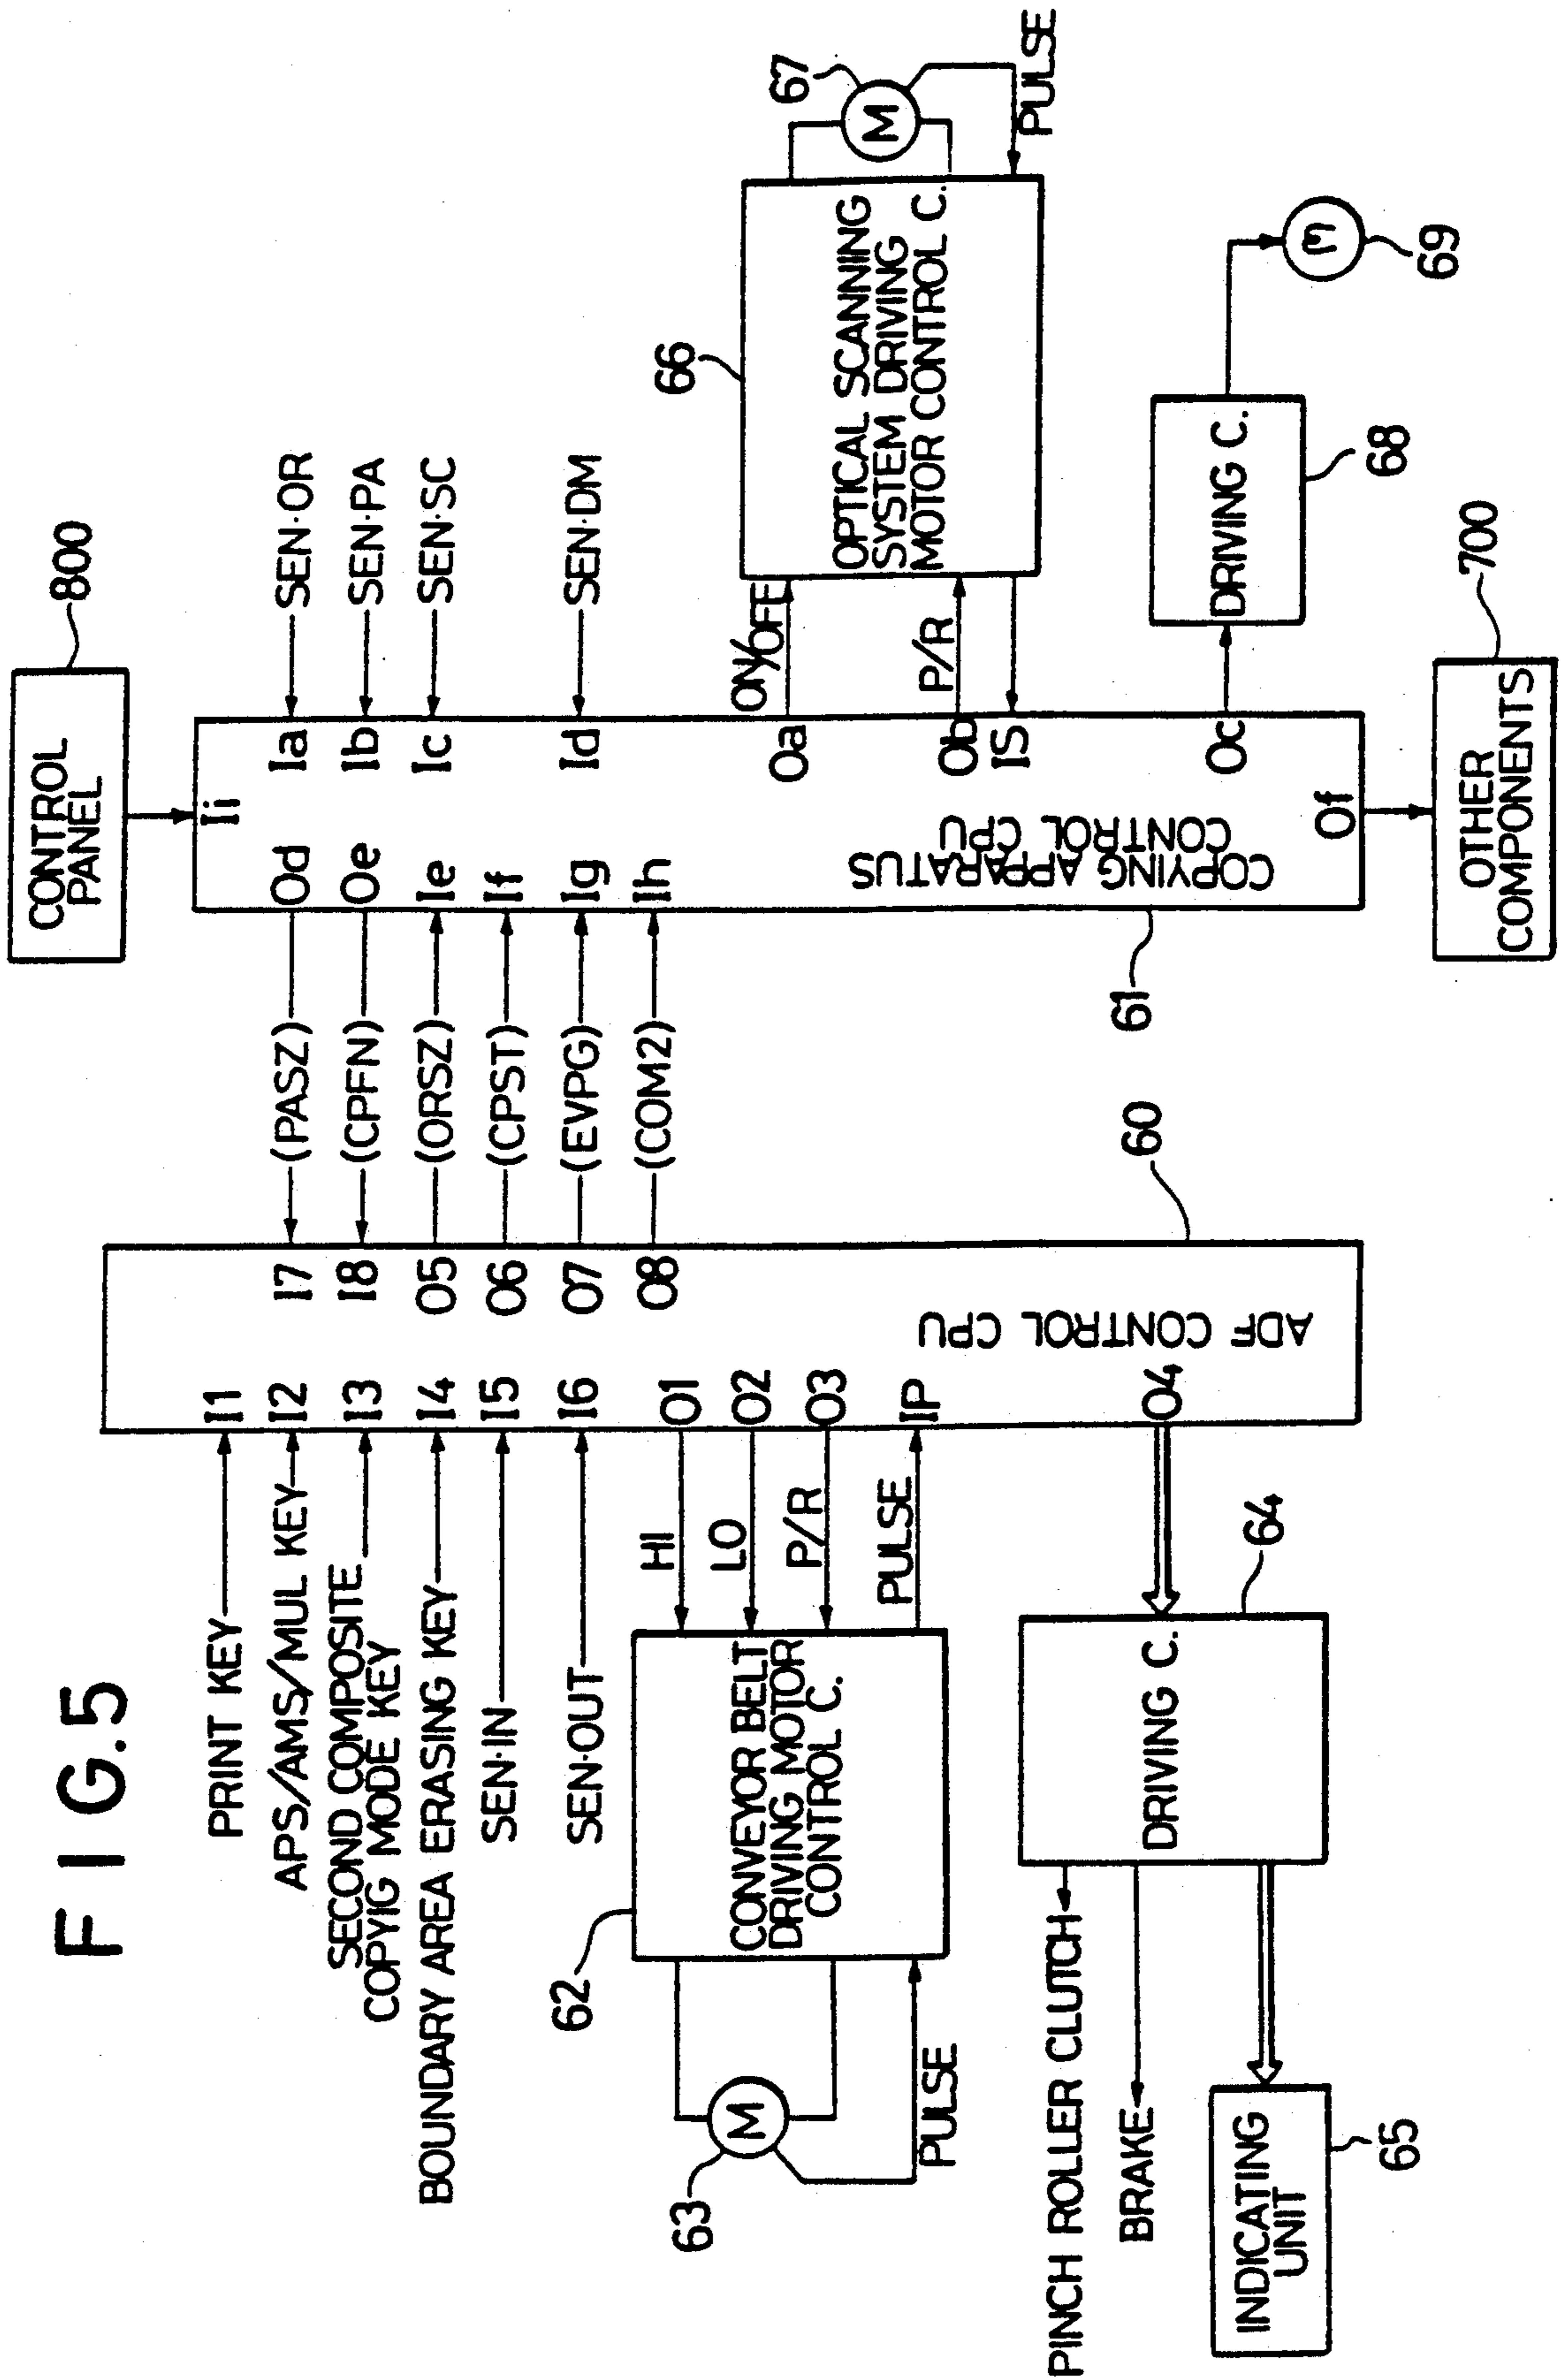 FIG.5
PRINT KEY
APS/AMS/MUL KEY
SECOND COMPOSITE
COPYIG MODE KEY
BOUNDARY AREA ERASING KEY
SEN·IN
SEN·OUT
I1
I2
I3
I4
I5
I6
O1
O2
O3
IP
O4
HI
LO
P/R
PULSE
CONVEYOR BELT
DRIVING MOTOR
CONTROL C.
62
M
63
PULSE
DRIVING C.
64
PINCH ROLLER CLUTCH
BRAKE
INDICATING
UNIT
65
I7
I8
O5
O6
O7
O8
ADF CONTROL CPU
60
(PASZ)
(CPFN)
(ORSZ)
(CPST)
(EVPG)
(COM2)
CONTROL
PANEL
800
Ii
Od
Oe
Ie
If
Ig
Ih
COPYING APPARATUS
CONTROL CPU
61
Ia
Ib
Ic
Id
Oa
Ob
IS
Oc
Of
SEN·OR
SEN·PA
SEN·SC
SEN·DM
ON/OFF
P/R
OPTICAL SCANNING
SYSTEM DRIVING
MOTOR CONTROL C.
66
M
67
PULSE
DRIVING C.
68
69
OTHER
COMPONENTS
700